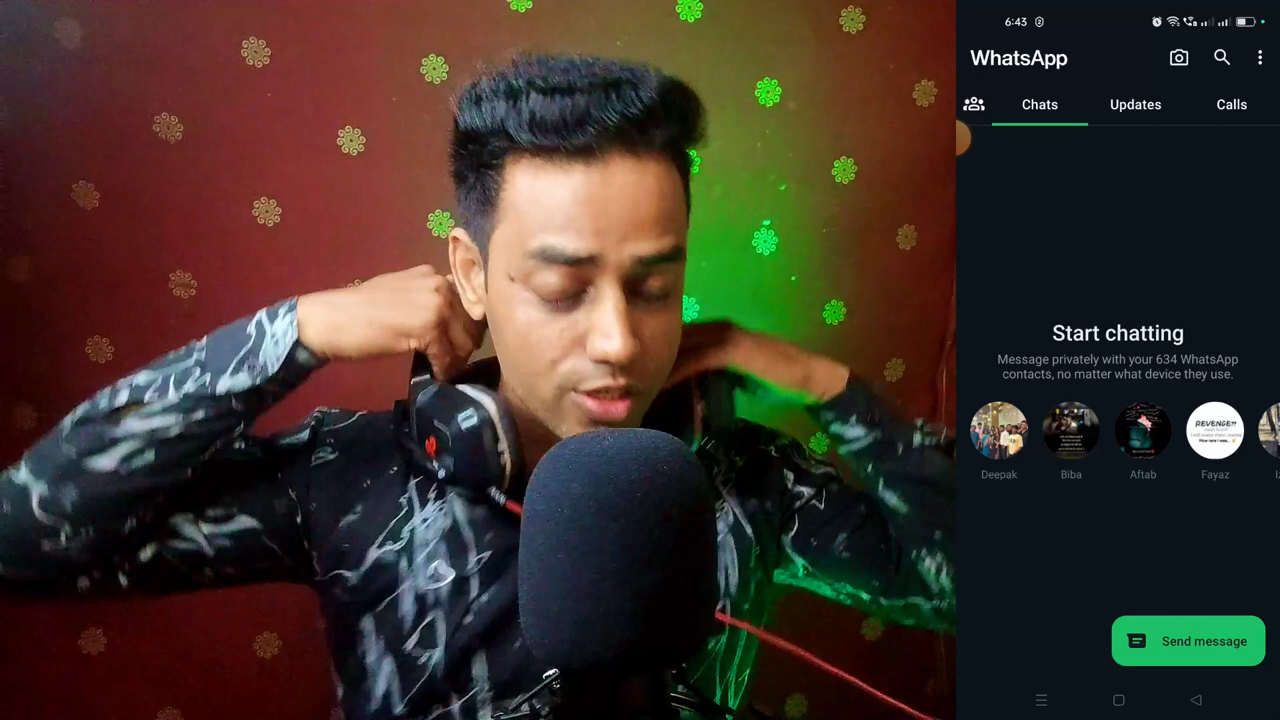 6:43
WhatsApp
Chats
Updates
Calls
Start chatting
Message privately with your 634 WhatsApp
contacts, no matter what device they use.
REVENGE??
Deepak
Biba
Aftab
Fayaz
Send message